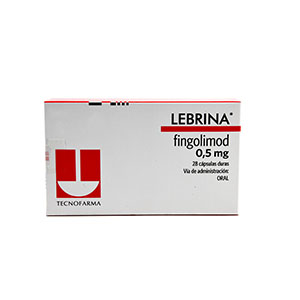 LEBRINA*
fingolimod
0,5 mg
28 cápsulas duras
Vía de administración:
ORAL
TECNOFARMA